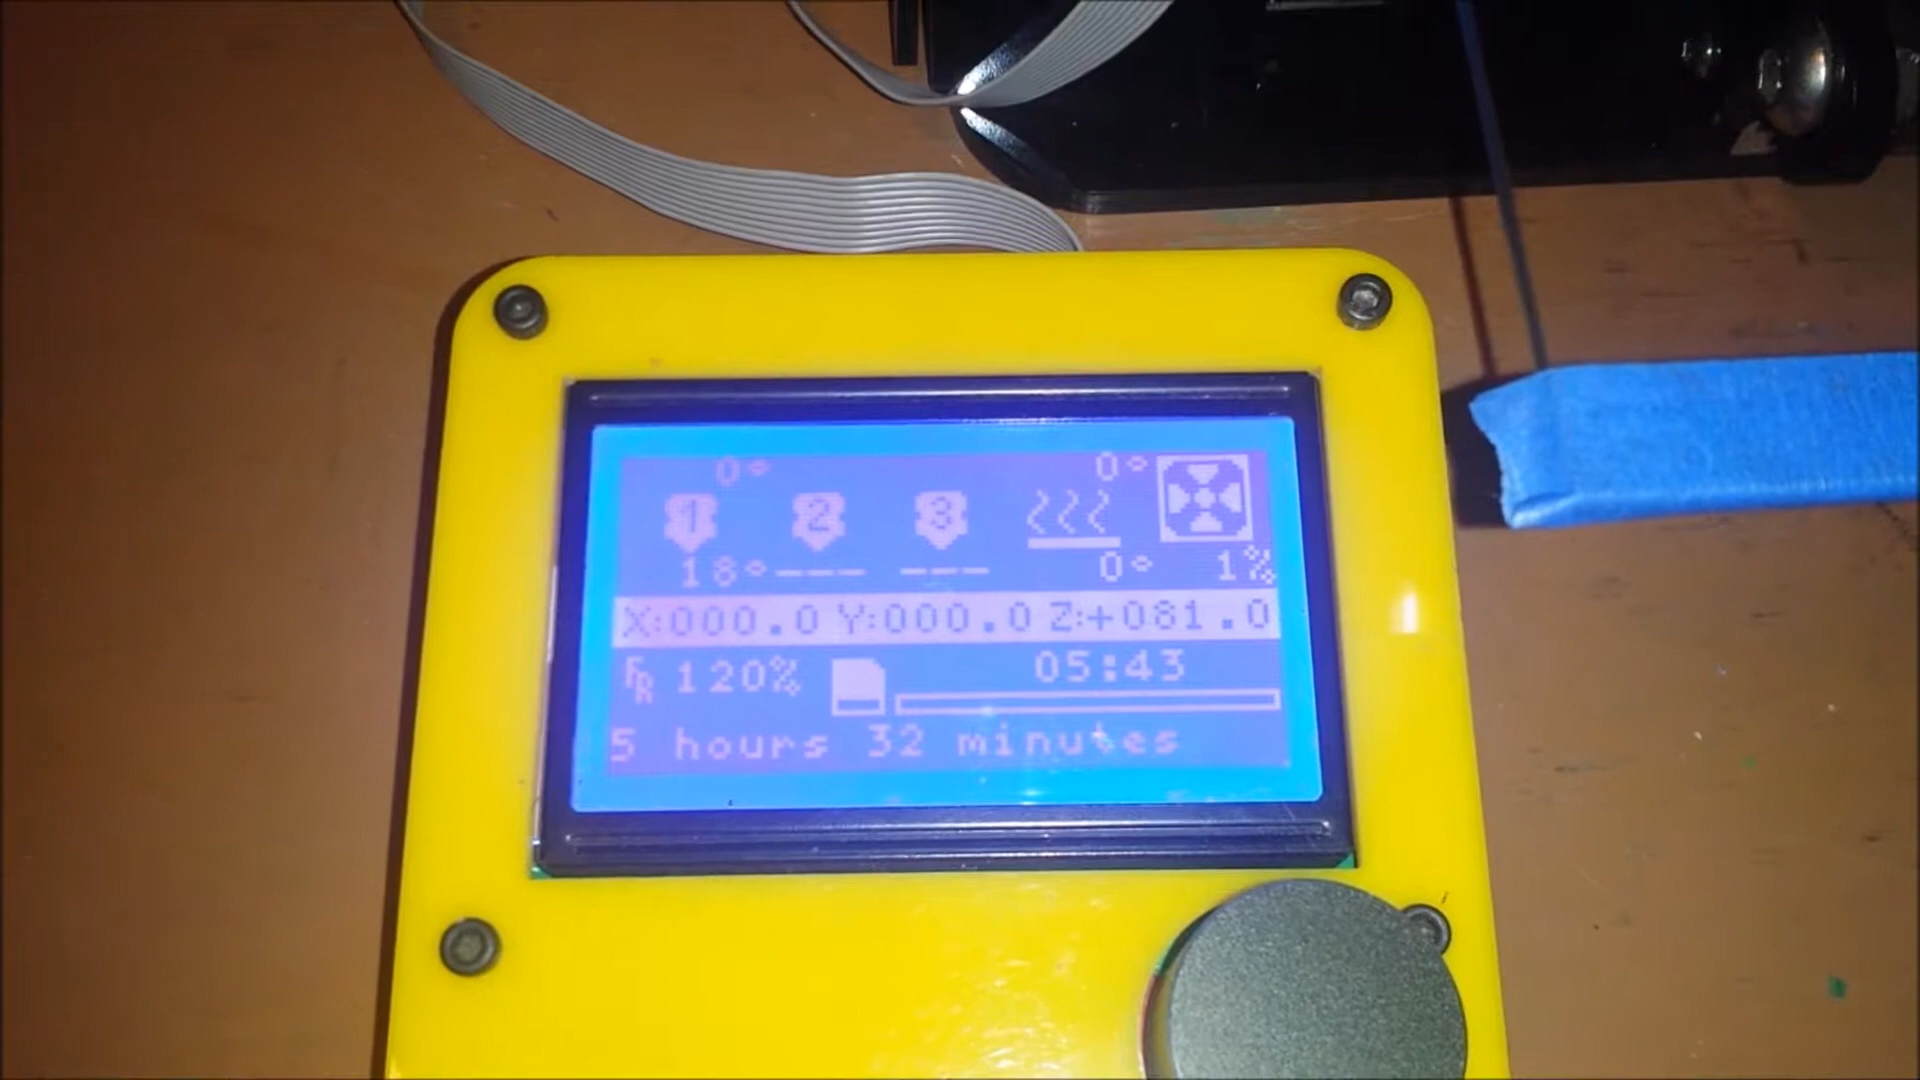 0° 0°
1 2 3
18° --- --- 0° 1%
X:000.0 Y:000.0 Z:+081.0
FR 120% 05:43
5 hours 32 minutes